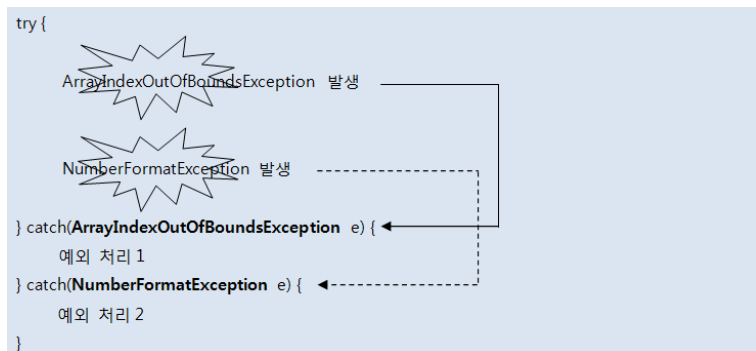 try {
ArrayIndexOutOfBoundsException 발생
NumberFormatException 발생
} catch(ArrayIndexOutOfBoundsException e) {
예외 처리 1
} catch(NumberFormatException e) {
예외 처리 2
}